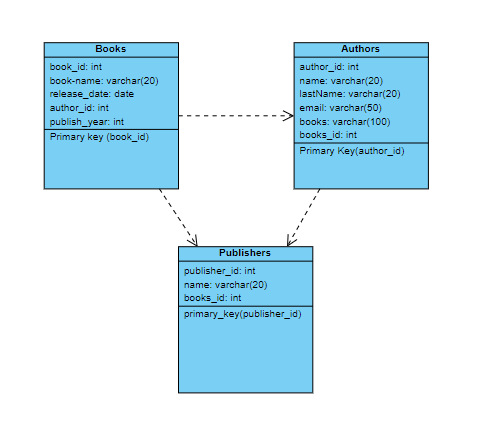 Books
book_id: int
book-name: varchar(20)
release_date: date
author_id: int
publish_year: int
Primary key (book_id)
Authors
author_id: int
name: varchar(20)
lastName: varchar(20)
email: varchar(50)
books: varchar(100)
books_id: int
Primary Key(author_id)
Publishers
publisher_id: int
name: varchar(20)
books_id: int
primary_key(publisher_id)